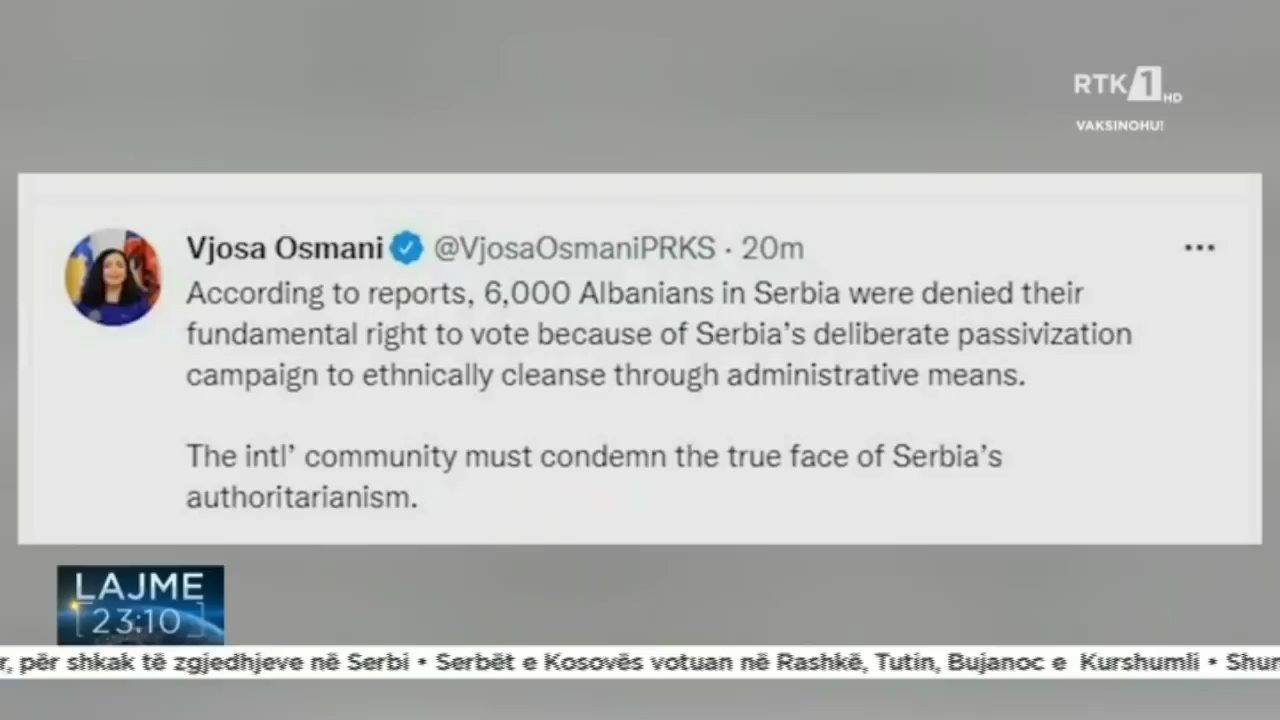 RTK 1 HD
VAKSINOHU!
Vjosa Osmani @VjosaOsmaniPRKS · 20m
According to reports, 6,000 Albanians in Serbia were denied their
fundamental right to vote because of Serbia’s deliberate passivization
campaign to ethnically cleanse through administrative means.
The intl’ community must condemn the true face of Serbia’s
authoritarianism.
LAJME
23:10
për shkak të zgjedhjeve në Serbi • Serbët e Kosovës votuan në Rashkë, Tutin, Bujanoc e Kurshumli •